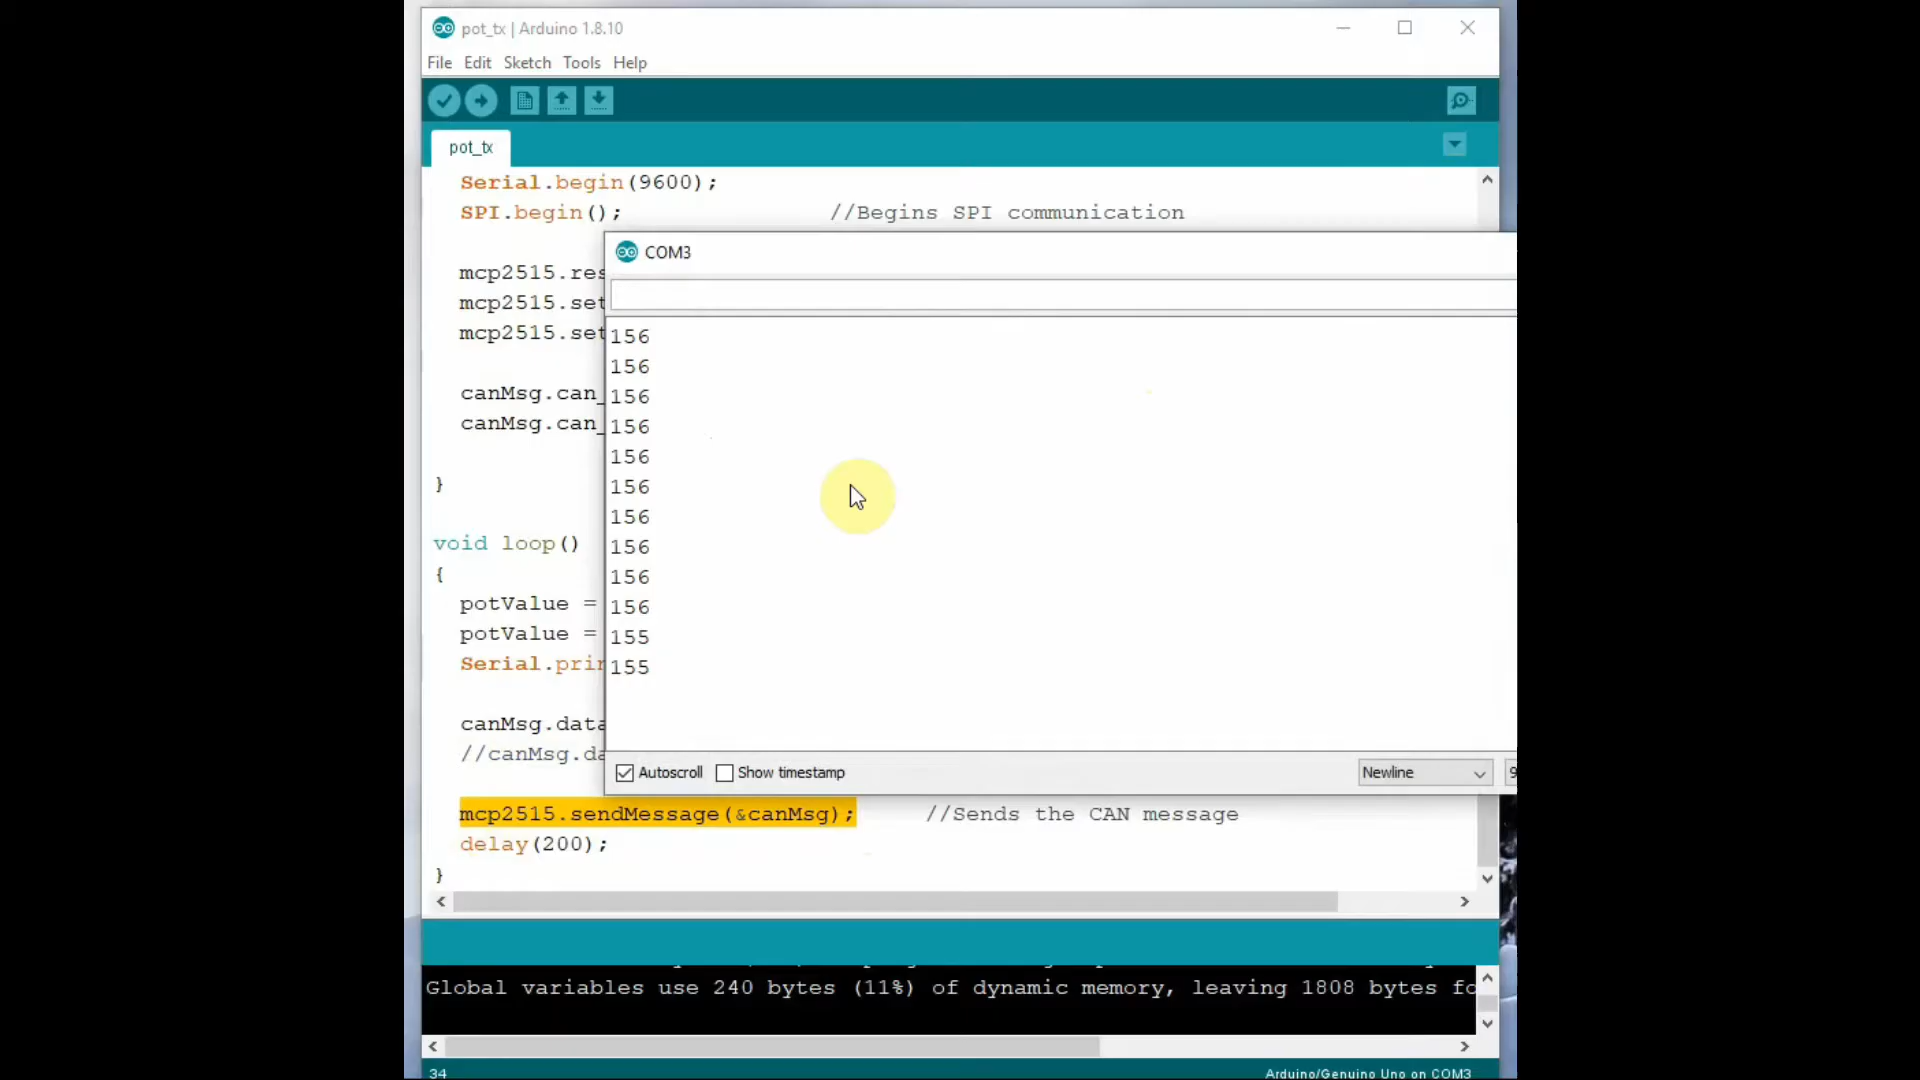 pot_tx | Arduino 1.8.10
File Edit Sketch Tools Help
pot_tx
Serial.begin(9600);
SPI.begin(); //Begins SPI communication
COM3
mcp2515.res
mcp2515.set
mcp2515.set
canMsg.can_
canMsg.can_
}
void loop()
{
potValue =
potValue =
Serial.prin
canMsg.data
//canMsg.da
156
156
156
156
156
156
156
156
156
156
155
155
Autoscroll Show timestamp Newline 9
mcp2515.sendMessage(&canMsg); //Sends the CAN message
delay(200);
}
Global variables use 240 bytes (11%) of dynamic memory, leaving 1808 bytes fo
34 Arduino/Genuino Uno on COM3